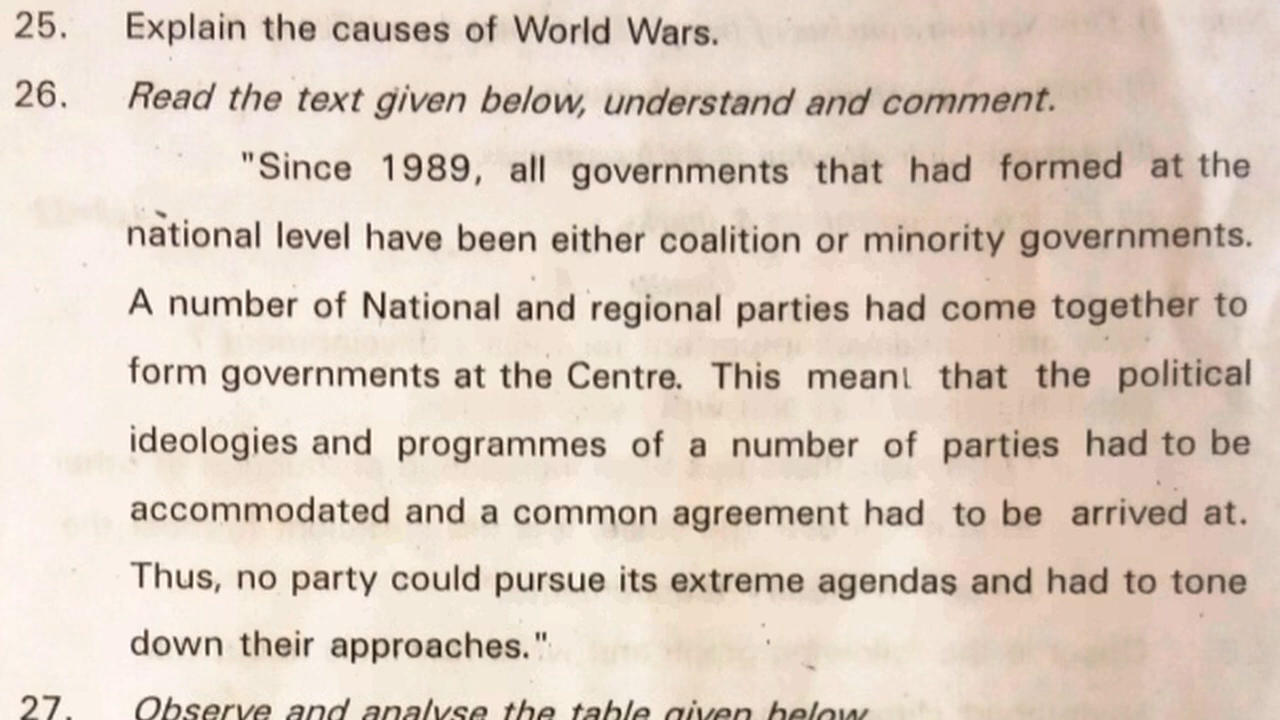 25. Explain the causes of World Wars.
26. Read the text given below, understand and comment.
"Since 1989, all governments that had formed at the
national level have been either coalition or minority governments.
A number of National and regional parties had come together to
form governments at the Centre. This meant that the political
ideologies and programmes of a number of parties had to be
accommodated and a common agreement had to be arrived at.
Thus, no party could pursue its extreme agendas and had to tone
down their approaches."
27. Observe and analyse the table given below